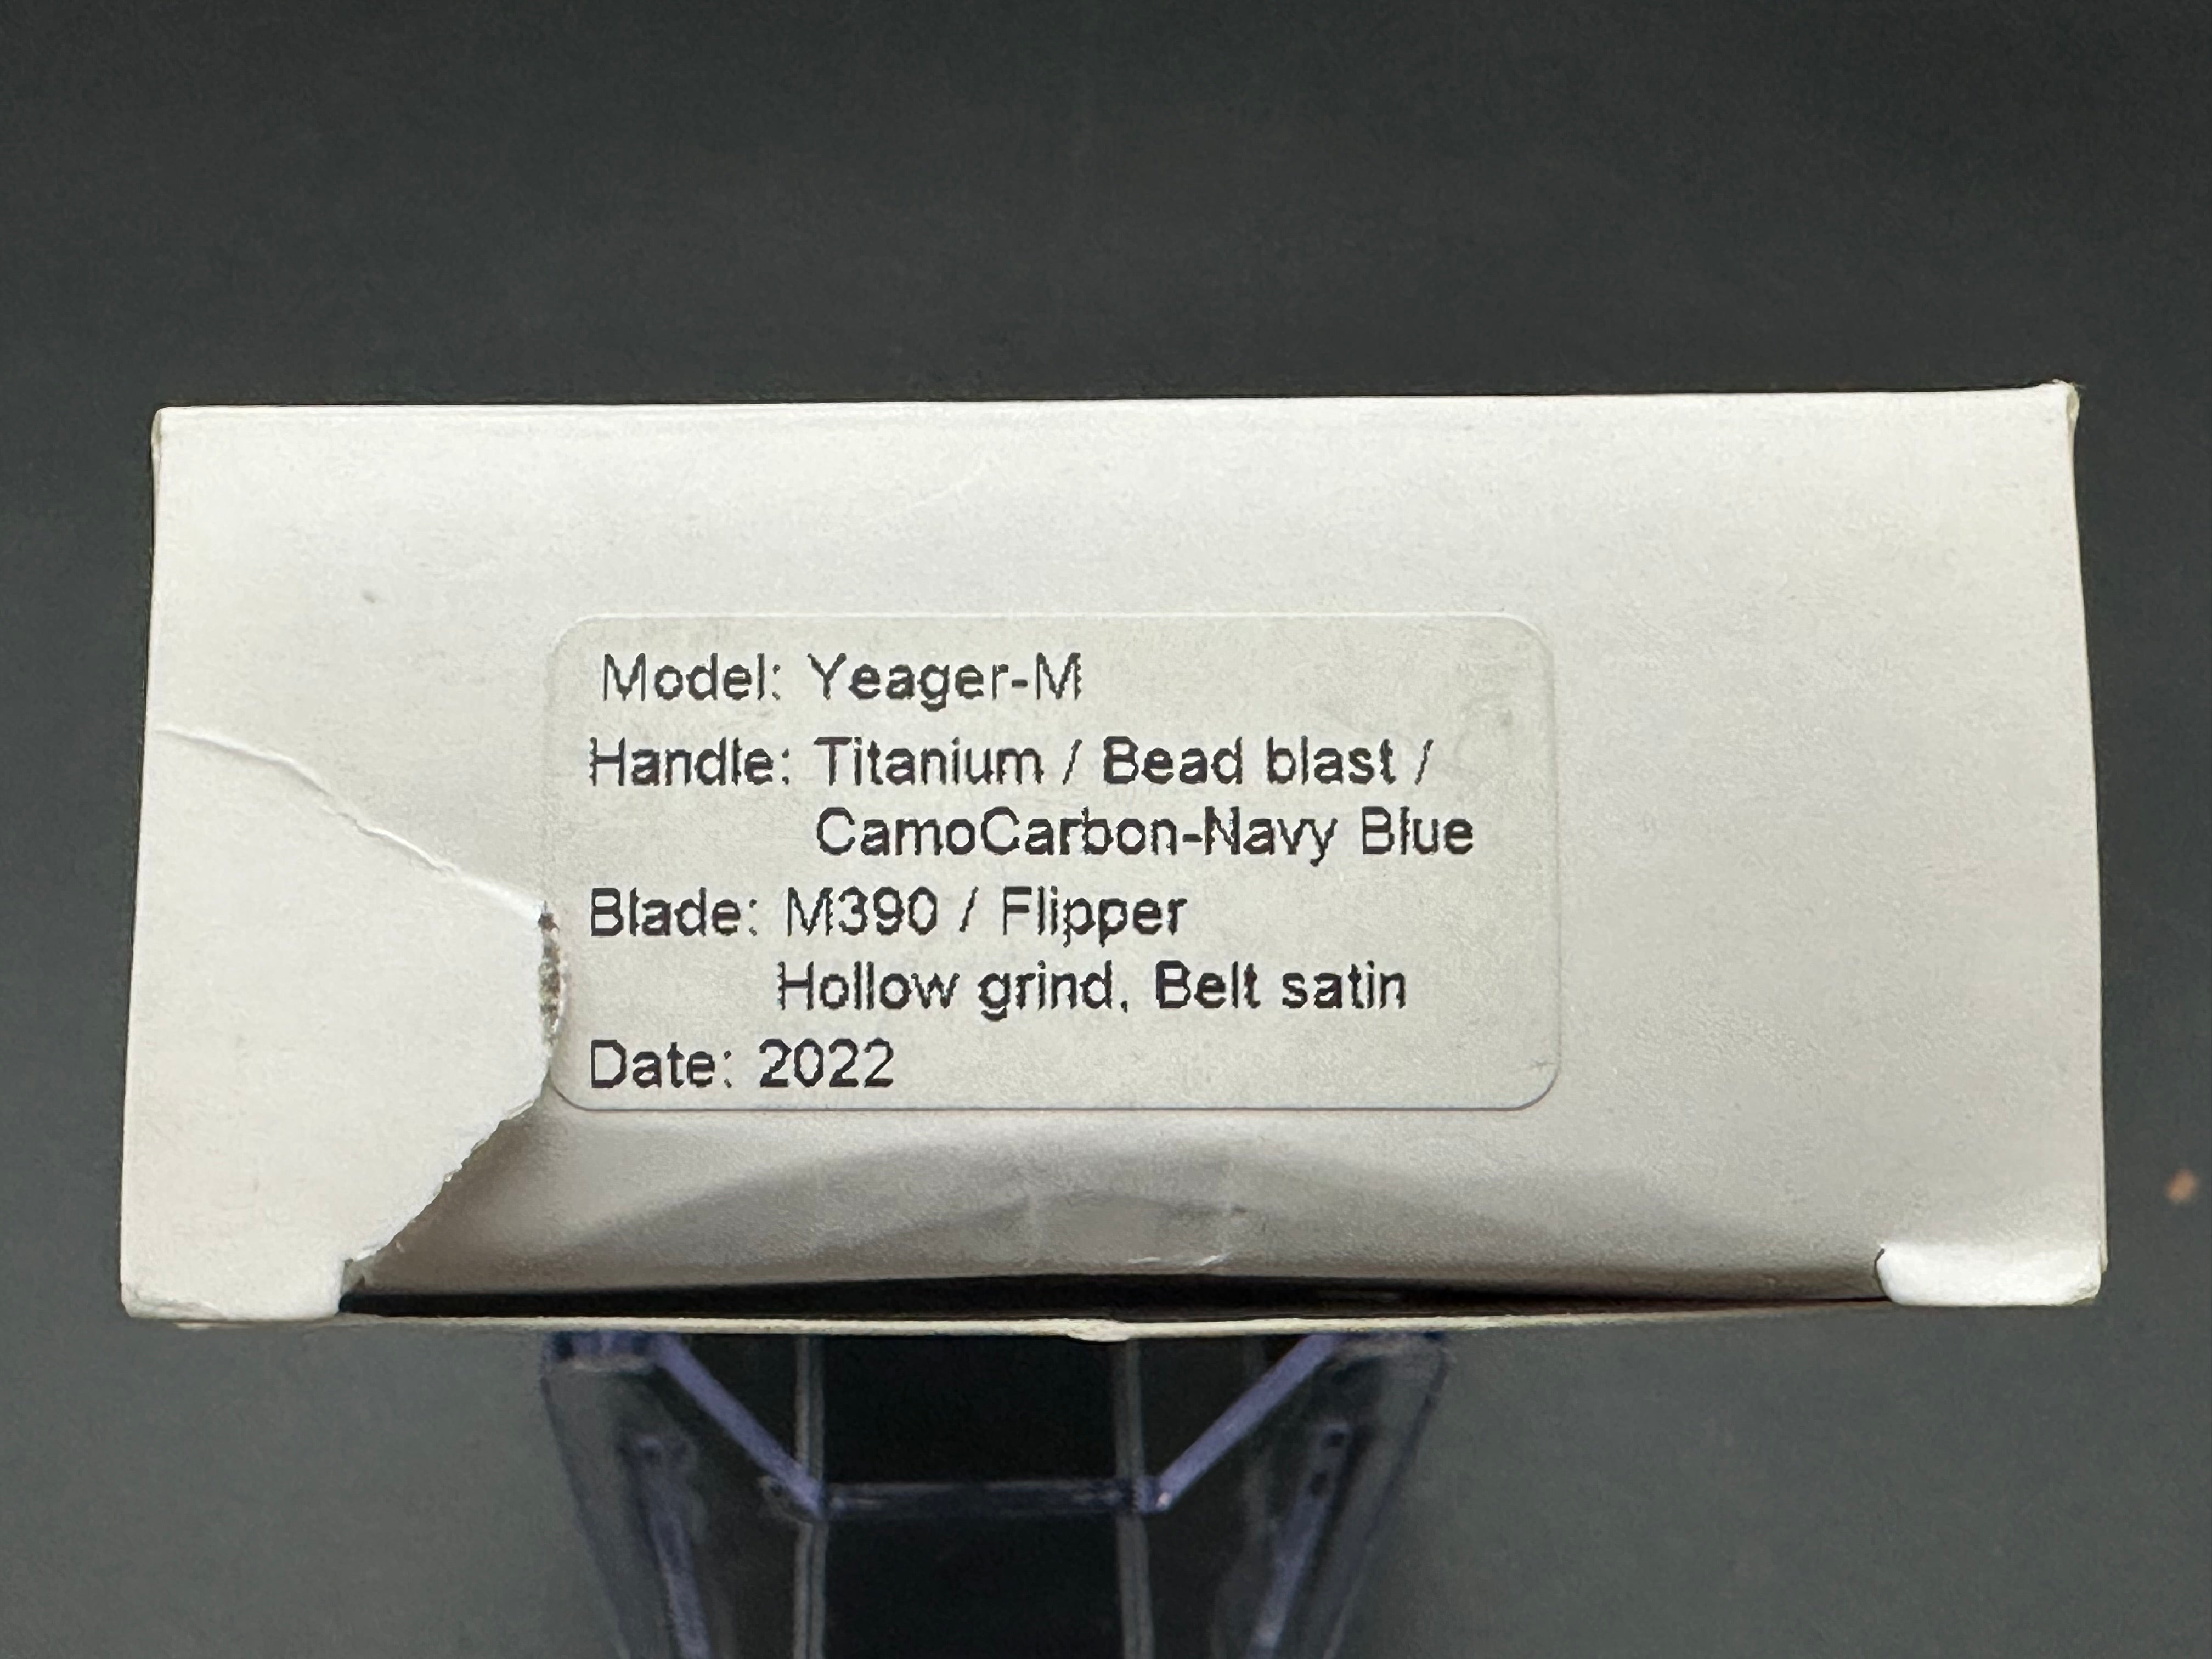 Model: Yeager-M
Handle: Titanium / Bead blast /
CamoCarbon-Navy Blue
Blade: M390 / Flipper
Hollow grind, Belt satin
Date: 2022